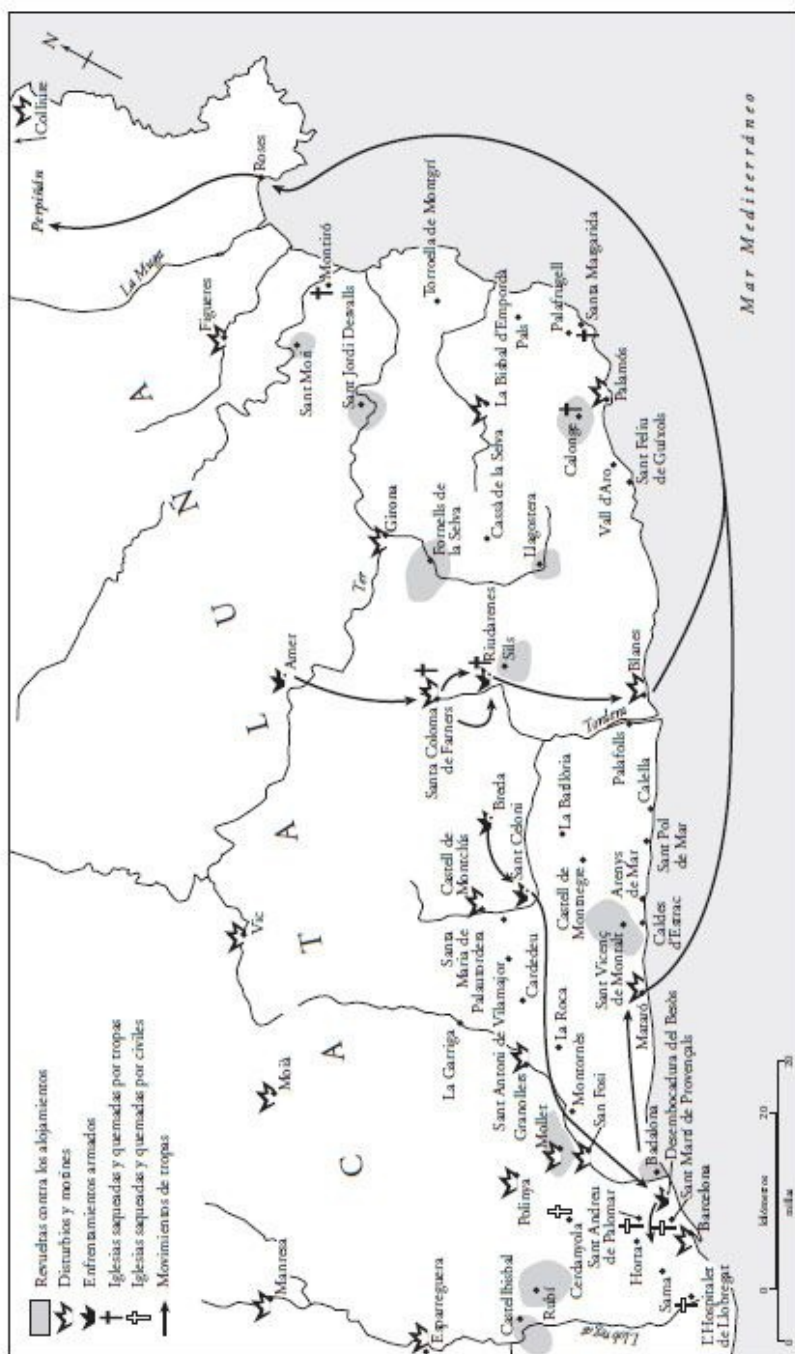 Revueltas contra los alojamientos
Disturbios y motines
Enfrentamientos armados
Iglesias saqueadas y quemadas por tropas
Iglesias saqueadas y quemadas por civiles
Movimientos de tropas
C A T A L U Ñ A
N
Colliure
Perpiñán
Roses
La Muga
Figueres
Montiró
Sant Mori
Sant Jordi Desvalls
Torroella de Montgrí
Girona
Ter
Amer
Vic
Moià
Manresa
Esparreguera
La Bisbal d'Empordà
Pals
Palafrugell
Santa Margarida
Palamós
Calonge
Vall d'Aro
Sant Feliu
de Guíxols
Cassà de la Selva
Fornells de
la Selva
Llagostera
Riudarenes
Sils
Santa Coloma
de Farners
Blanes
Tordera
Palafolls
Calella
Sant Pol
de Mar
Arenys
de Mar
Caldes
d'Estrac
Sant Vicenç
de Montalt
Mataró
Breda
Sant Celoni
La Batllòria
Castell de
Montnegre
Castell de
Montclús
Santa
Maria de
Palautordera
Sant Antoni de Vilamajor
Cardedeu
La Garriga
La Roca
Granollers
Montornès
Mollet
San Fosi
Polinya
Badalona
Desembocadura del Besòs
Sant Martí de Provençals
Barcelona
Cerdanyola
Sant Andreu
de Palomar
Horta
Rubí
Castellbisbal
Llobregat
L'Hospitalet
de Llobregat
Mar Mediterráneo
kilómetros
millas
0
20
20